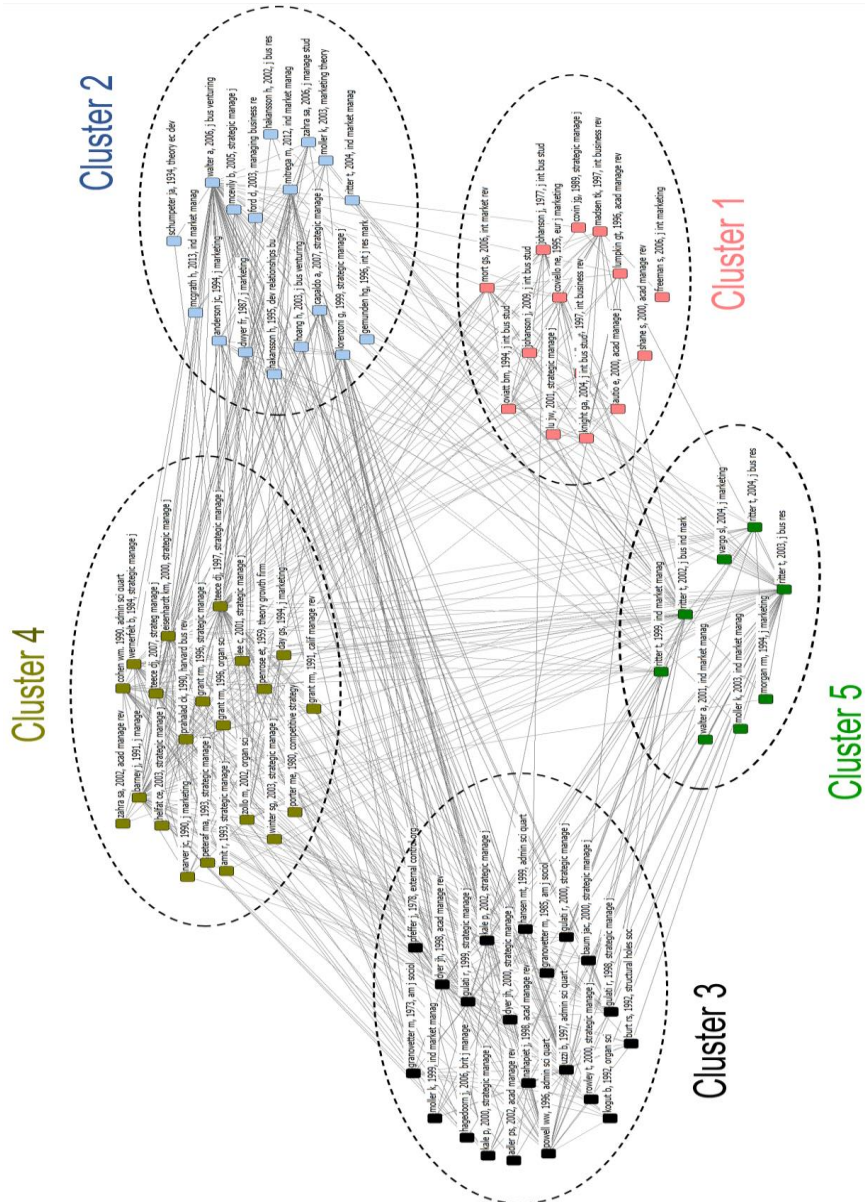 Cluster 2
schumpeter ja, 1934, theory ec dev
walter a, 2006, j bus venturing
mcgrath h, 2013, ind market manag
mcevily b, 2005, strategic manage j
ford d, 2003, managing business re
anderson jc, 1994, j marketing
hakansson h, 2002, j bus res
dwyer fr, 1987, j marketing
mitrega m, 2012, ind market manag
hakansson h, 1995, dev relationships bu
zahra sa, 2006, j manage stud
hoang h, 2003, j bus venturing
moller k, 2003, marketing theory
capaldo a, 2007, strategic manage j
lorenzoni g, 1999, strategic manage j
ritter t, 2004, ind market manag
gemunden hg, 1996, int j res mark
Cluster 1
mort gs, 2006, int market rev
oviatt bm, 1994, j int bus stud
johanson j, 2009, j int bus stud
johanson j, 1977, j int bus stud
lu jw, 2001, strategic manage j
coviello ne, 1995, eur j marketing
covin jg, 1989, strategic manage j
knight ga, 2004, j int bus stud
1997, int business rev
madsen tk, 1997, int business rev
autio e, 2000, acad manage j
lumpkin gt, 1996, acad manage rev
shane s, 2000, acad manage rev
freeman s, 2006, j int marketing
Cluster 4
zahra sa, 2002, acad manage rev
cohen wm, 1990, admin sci quart
barney j, 1991, j manage
wernerfelt b, 1984, strategic manage j
helfat ce, 2003, strategic manage j
teece dj, 2007, strateg manage j
eisenhardt km, 2000, strategic manage j
narver jc, 1990, j marketing
prahalad ck, 1990, harvard bus rev
peteraf ma, 1993, strategic manage j
grant rm, 1996, strategic manage j
amit r, 1993, strategic manage j
grant rm, 1996, organ sci
teece dj, 1997, strategic manage j
zollo m, 2002, organ sci
lee c, 2001, strategic manage j
winter sg, 2003, strategic manage j
penrose et, 1959, theory growth firm
porter me, 1980, competitive strategy
day gs, 1994, j marketing
grant rm, 1991, calif manage rev
Cluster 5
ritter t, 1999, ind market manag
ritter t, 2002, j bus ind mark
walter a, 2001, ind market manag
vargo sl, 2004, j marketing
moller k, 2003, ind market manag
ritter t, 2004, j bus res
morgan rm, 1994, j marketing
ritter t, 2003, j bus res
Cluster 3
granovetter m, 1973, am j sociol
pfeffer j, 1978, external control org
moller k, 1999, ind market manag
dyer jh, 1998, acad manage rev
hagedoorn j, 2006, brit j manage
gulati r, 1999, strategic manage j
kale p, 2000, strategic manage j
kale p, 2002, strategic manage j
adler ps, 2002, acad manage rev
dyer jh, 2000, strategic manage j
nahapiet j, 1998, acad manage rev
hansen mt, 1999, admin sci quart
powell ww, 1996, admin sci quart
granovetter m, 1985, am j sociol
uzzi b, 1997, admin sci quart
gulati r, 2000, strategic manage j
rowley t, 2000, strategic manage j
baum jac, 2000, strategic manage j
kogut b, 1992, organ sci
gulati r, 1998, strategic manage j
burt rs, 1992, structural holes soc